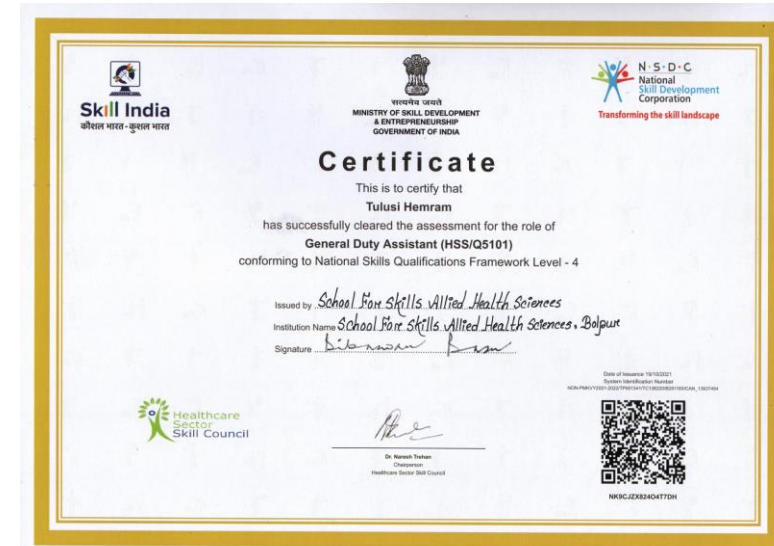 Skill India
कौशल भारत - कुशल भारत
सत्यमेव जयते
MINISTRY OF SKILL DEVELOPMENT
& ENTREPRENEURSHIP
GOVERNMENT OF INDIA
N·S·D·C
National
Skill Development
Corporation
Transforming the skill landscape
Certificate
This is to certify that
Tulusi Hemram
has successfully cleared the assessment for the role of
General Duty Assistant (HSS/Q5101)
conforming to National Skills Qualifications Framework Level - 4
Issued by School For Skills Allied Health Sciences
Institution Name School For Skills Allied Health Sciences, Bolpur
Signature
Date of Issuance 19/10/2021
System Identification Number
Healthcare
Sector
Skill Council
Dr. Naresh Trehan
Chairperson
Healthcare Sector Skill Council
NK9CJZX824O4T7DH